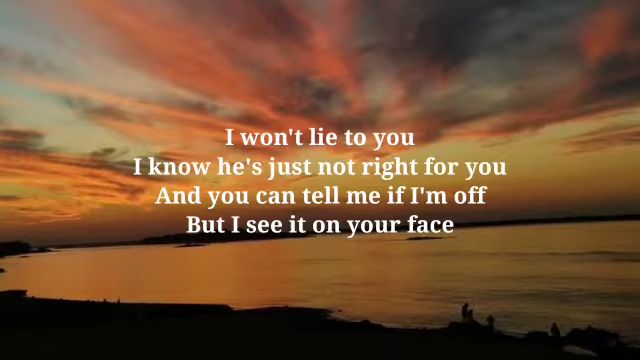 I won't lie to you
I know he's just not right for you
And you can tell me if I'm off
But I see it on your face